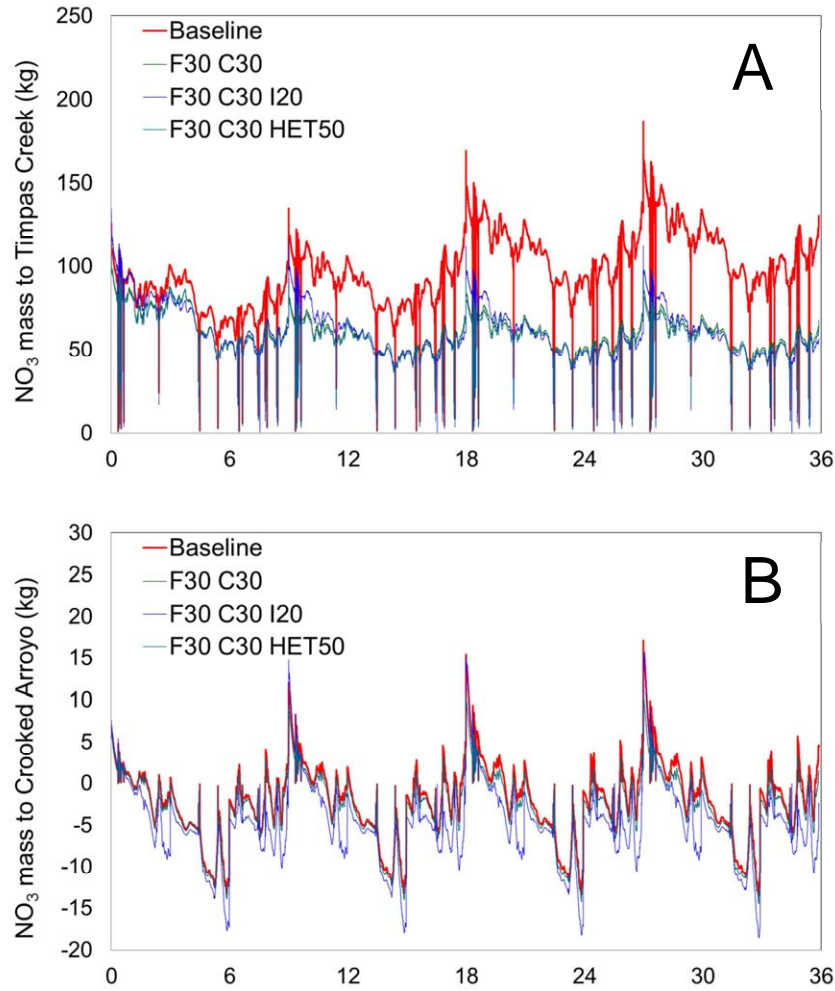 250
200
150
100
50
0
NO3 mass to Timpas Creek (kg)
Baseline
F30 C30
F30 C30 I20
F30 C30 HET50
A
0 6 12 18 24 30 36
30
25
20
15
10
5
0
-5
-10
-15
-20
NO3 mass to Crooked Arroyo (kg)
Baseline
F30 C30
F30 C30 I20
F30 C30 HET50
B
0 6 12 18 24 30 36